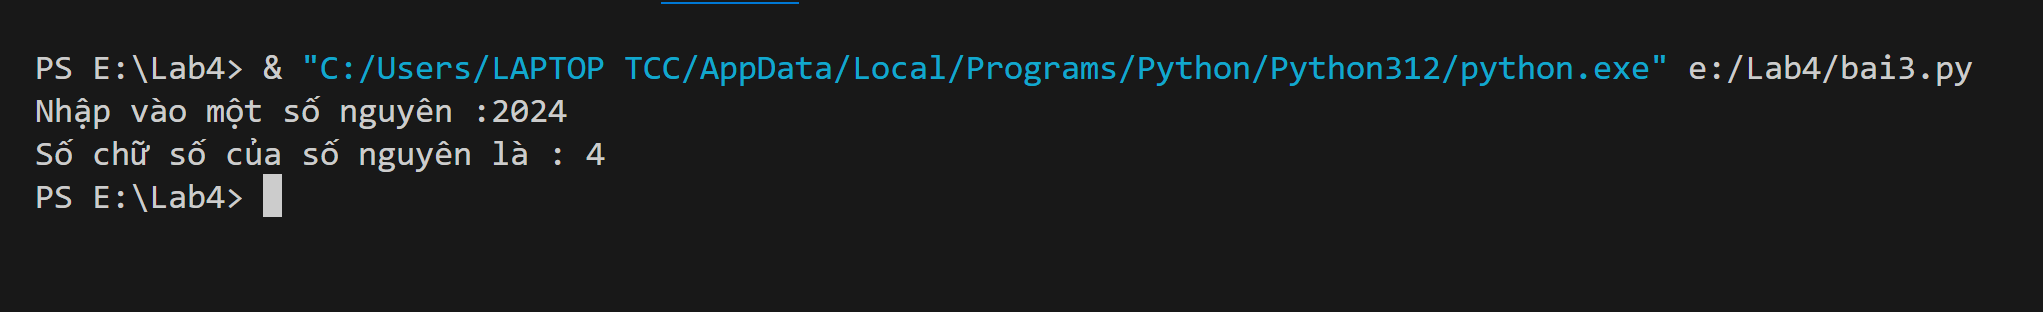 PS E:\Lab4> & "C:/Users/LAPTOP TCC/AppData/Local/Programs/Python/Python312/python.exe" e:/Lab4/bai3.py
Nhập vào một số nguyên :2024
Số chữ số của số nguyên là : 4
PS E:\Lab4>